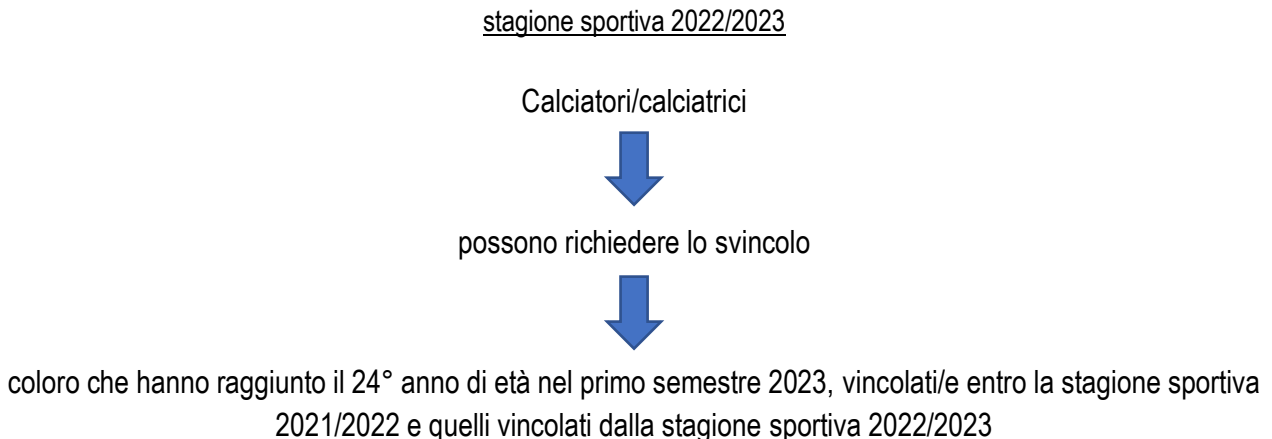 stagione sportiva 2022/2023
Calciatori/calciatrici
possono richiedere lo svincolo
coloro che hanno raggiunto il 24° anno di età nel primo semestre 2023, vincolati/e entro la stagione sportiva
2021/2022 e quelli vincolati dalla stagione sportiva 2022/2023